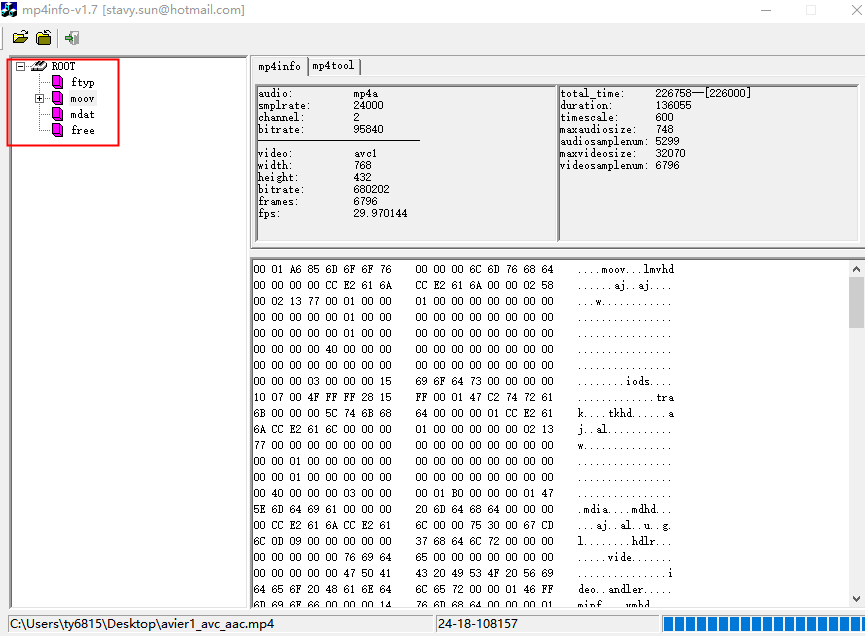 mp4info-v1.7 [stavy.sun@hotmail.com]
ROOT
ftyp
moov
mdat
free
mp4info mp4tool
audio: mp4a
smplrate: 24000
channel: 2
bitrate: 95840
video: avc1
width: 768
height: 432
bitrate: 680202
frames: 6796
fps: 29.970144
total_time: 226758——[226000]
duration: 136055
timescale: 600
maxaudiosize: 748
audiosamplenum: 5299
maxvideosize: 32070
videosamplenum: 6796
00 01 A6 85 6D 6F 6F 76 00 00 00 6C 6D 76 68 64 ....moov...lmvhd
00 00 00 00 CC E2 61 6A CC E2 61 6A 00 00 02 58 ......aj..aj....
00 02 13 77 00 01 00 00 01 00 00 00 00 00 00 00 ...w............
00 00 00 00 00 01 00 00 00 00 00 00 00 00 00 00 ................
00 00 00 00 00 01 00 00 00 00 00 00 00 00 00 00 ................
00 00 00 00 40 00 00 00 00 00 00 00 00 00 00 00 ................
00 00 00 00 00 00 00 00 00 00 00 00 00 00 00 00 ................
00 00 00 03 00 00 00 15 69 6F 64 73 00 00 00 00 ........iods....
10 07 00 4F FF FF 28 15 FF 00 01 47 C2 74 72 61 .............tra
6B 00 00 00 5C 74 6B 68 64 00 00 00 01 CC E2 61 k....tkhd......a
6A CC E2 61 6C 00 00 00 01 00 00 00 00 00 02 13 j..al...........
77 00 00 00 00 00 00 00 00 00 00 00 00 00 00 00 w...............
00 00 01 00 00 00 00 00 00 00 00 00 00 00 00 00 ................
00 00 01 00 00 00 00 00 00 00 00 00 00 00 00 00 ................
00 40 00 00 00 03 00 00 00 01 B0 00 00 00 01 47 ................
5E 6D 64 69 61 00 00 00 20 6D 64 68 64 00 00 00 .mdia....mdhd...
00 CC E2 61 6A CC E2 61 6C 00 00 75 30 00 67 CD ...aj..al..u.g.
6C 0D 09 00 00 00 00 00 37 68 64 6C 72 00 00 00 l........hdlr...
00 00 00 00 00 76 69 64 65 00 00 00 00 00 00 00 .....vide.......
00 00 00 00 00 47 50 41 43 20 49 53 4F 20 56 69 ...............i
64 65 6F 20 48 61 6E 64 6C 65 72 00 00 01 46 FF deo..andler.....
6D 69 6E 66 00 00 00 14 76 6D 68 64 00 00 00 01 minf....vmhd....
C:\Users\ty6815\Desktop\avier1_avc_aac.mp4 24-18-108157